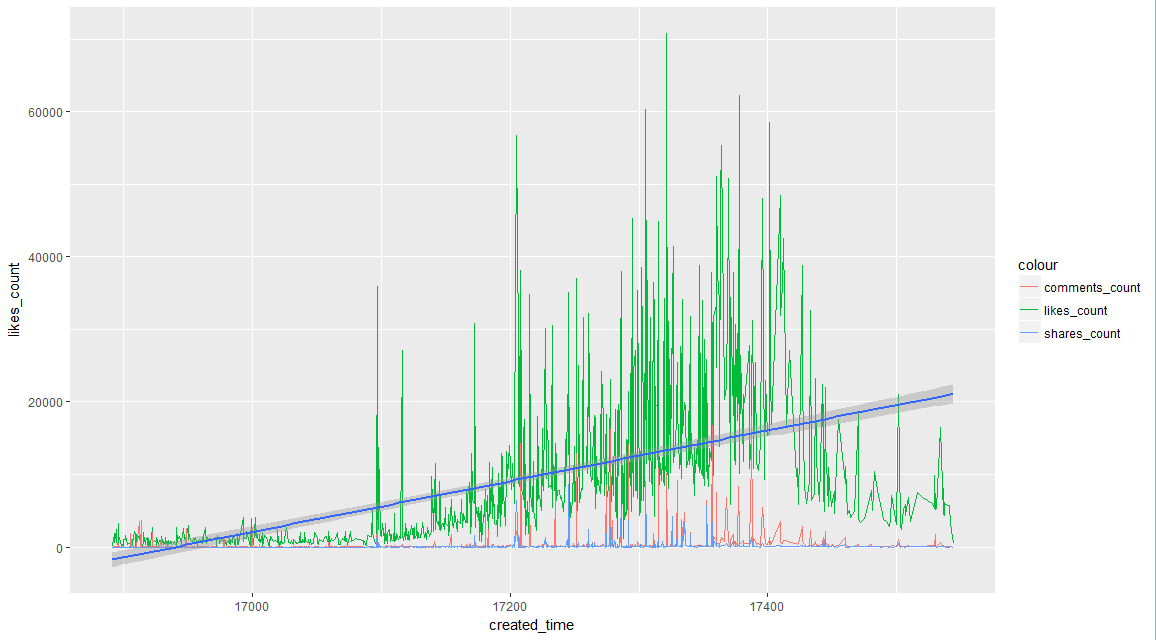 60000
40000
20000
0
likes_count
17000
17200
17400
created_time
colour
comments_count
likes_count
shares_count